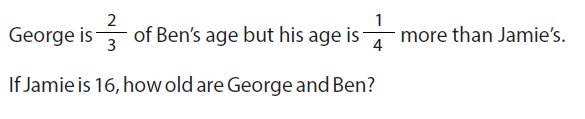 George is 2/3 of Ben's age but his age is 1/4 more than Jamie's.
If Jamie is 16, how old are George and Ben?